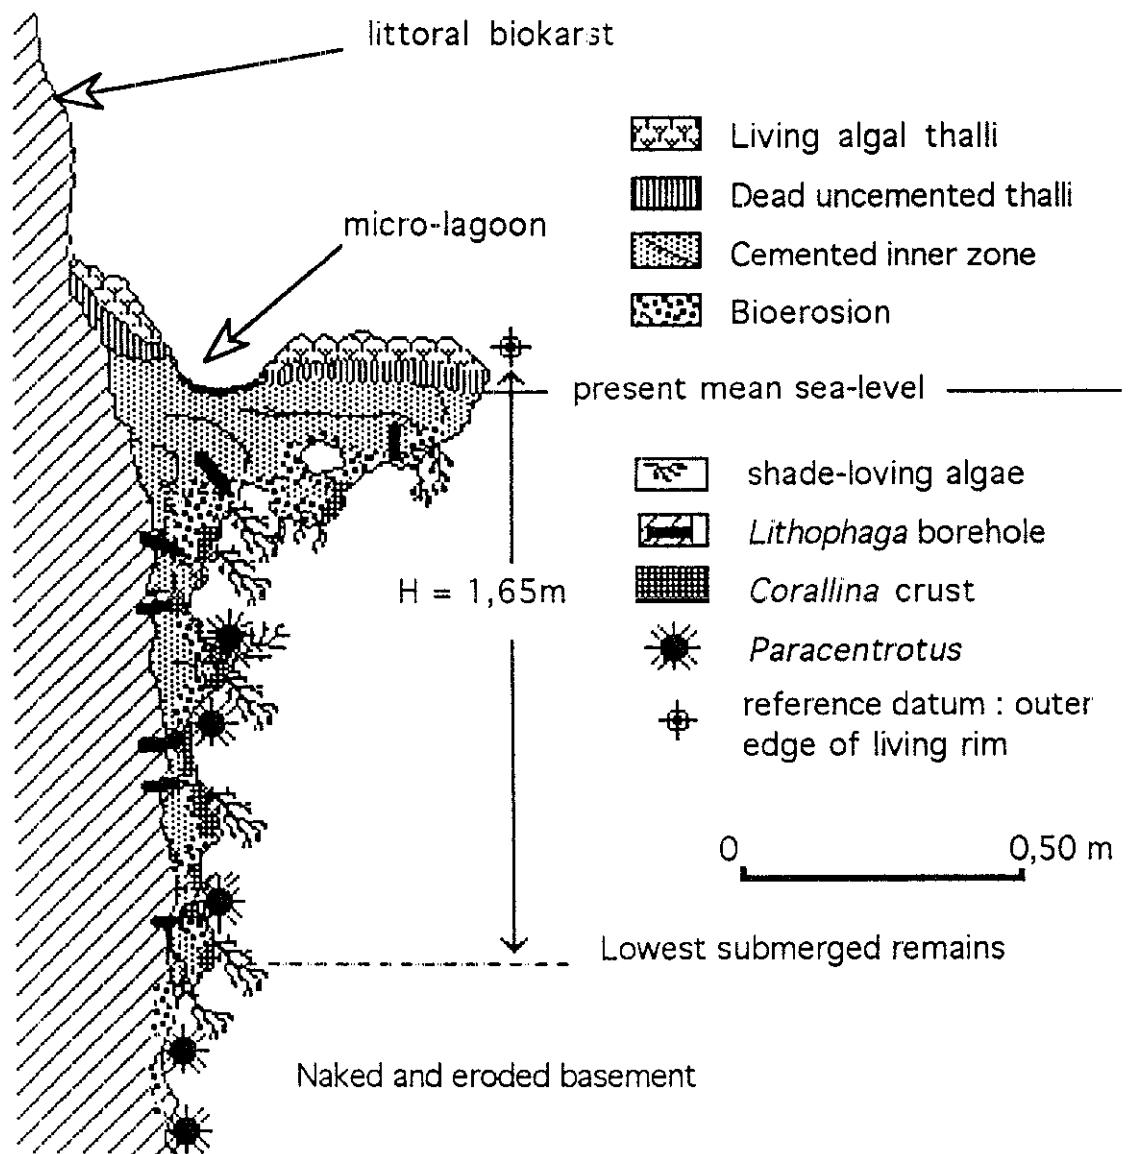 littoral biokarst
Living algal thalli
Dead uncemented thalli
micro-lagoon
Cemented inner zone
Bioerosion
present mean sea-level
shade-loving algae
Lithophaga borehole
H = 1,65m
Corallina crust
Paracentrotus
reference datum : outer
edge of living rim
0
0,50 m
Lowest submerged remains
Naked and eroded basement